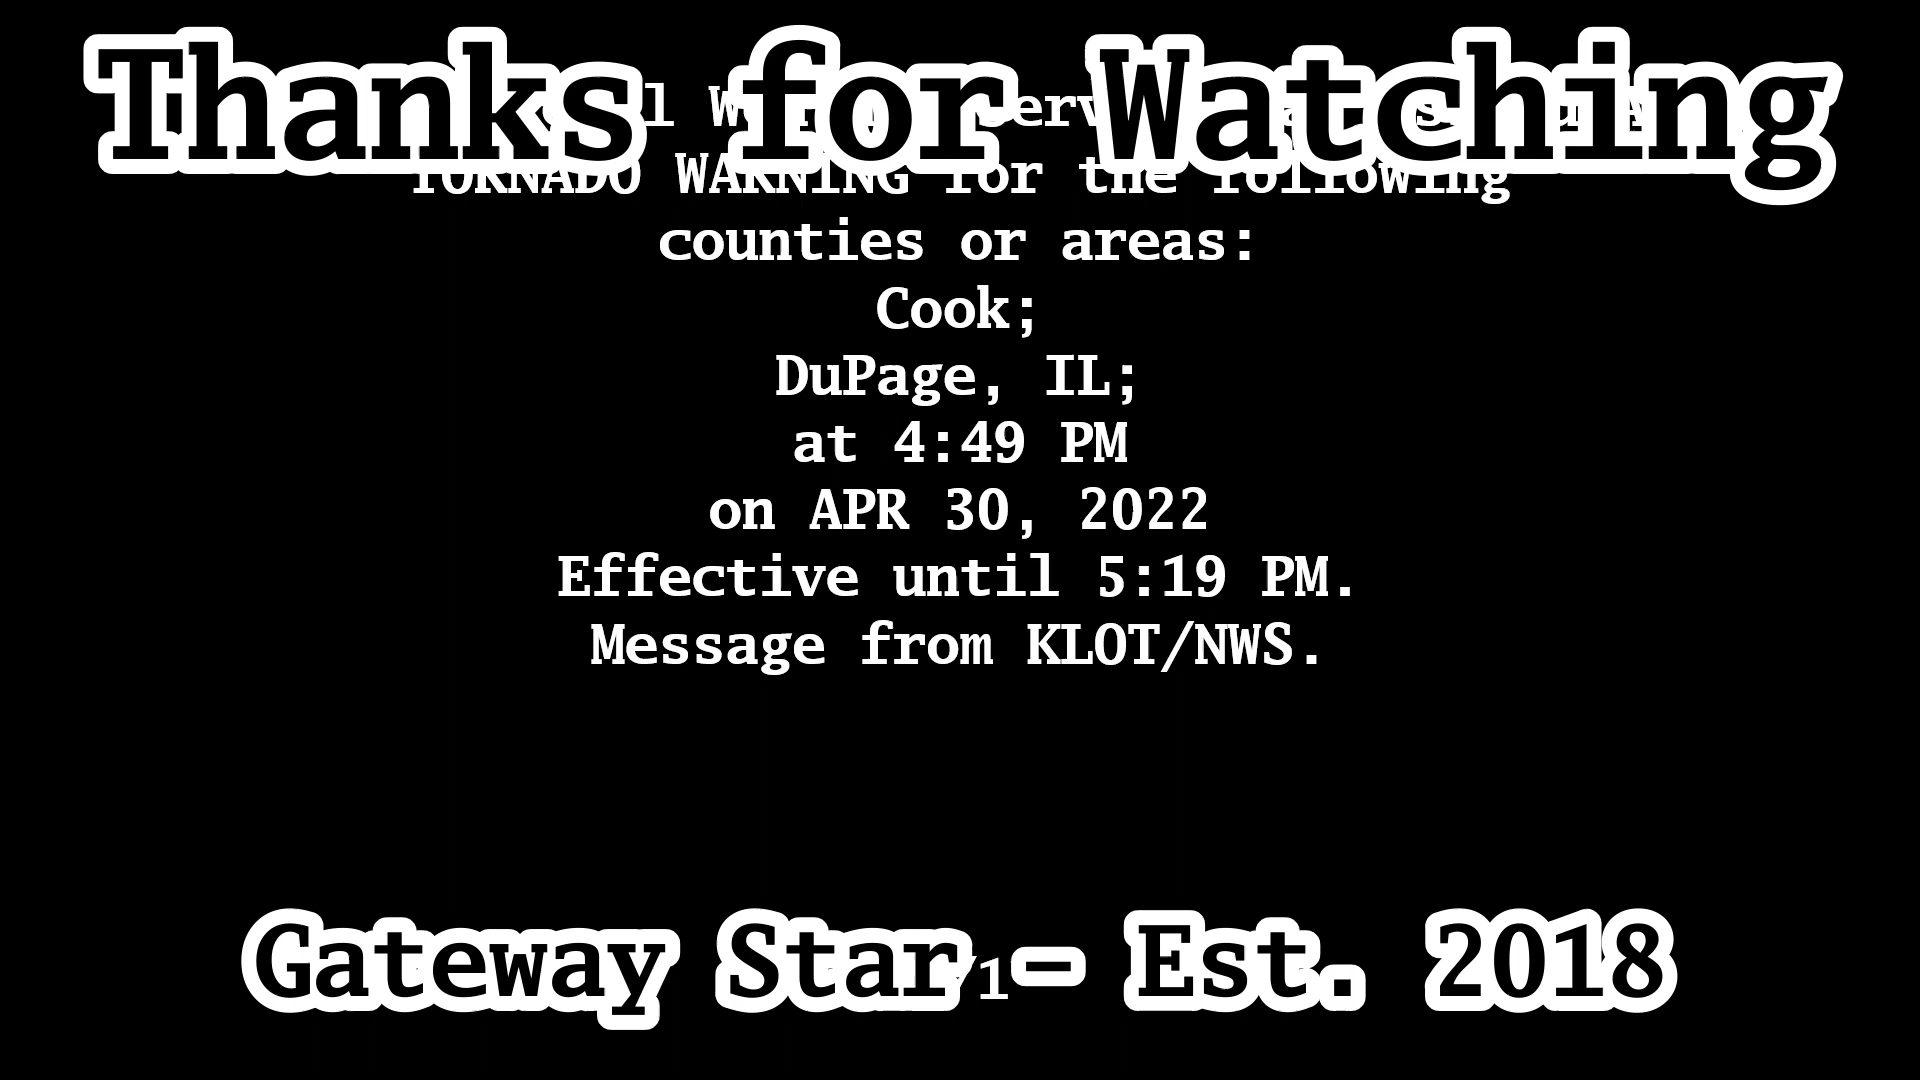 Thanks for Watching
TORNADO WARNING for the following
counties or areas:
Cook;
DuPage, IL;
at 4:49 PM
on APR 30, 2022
Effective until 5:19 PM.
Message from KLOT/NWS.
Gateway Star - Est. 2018